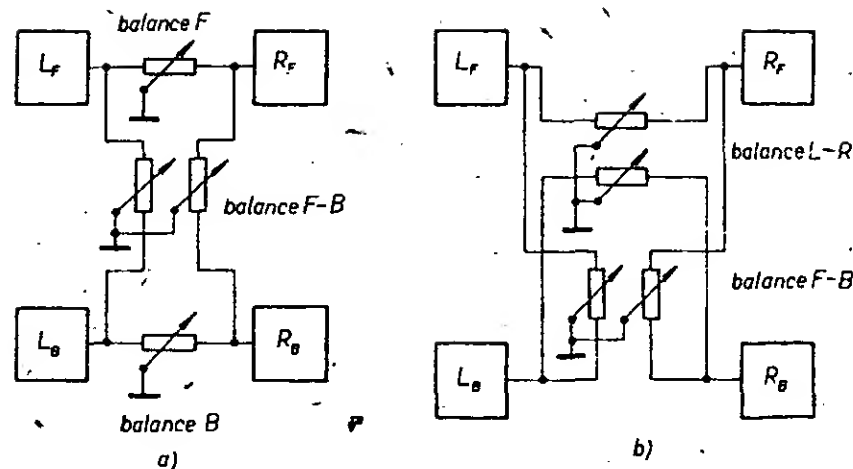 balance F
L_F
R_F
balance F-B
L_B
R_B
balance B
a)
L_F
R_F
balance L-R
balance F-B
L_B
R_B
b)